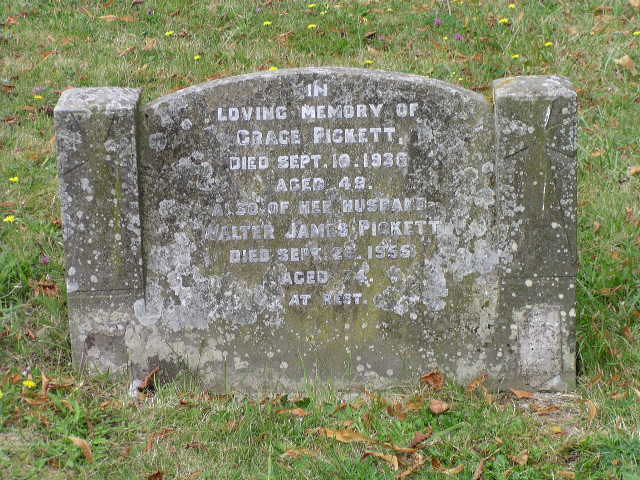 IN
LOVING MEMORY OF
GRACE PICKETT,
DIED SEPT. 10. 1936
AGED 49.
ALSO OF HER HUSBAND
WALTER JAMES PICKETT
DIED SEPT. 1955
AGED
AT REST.